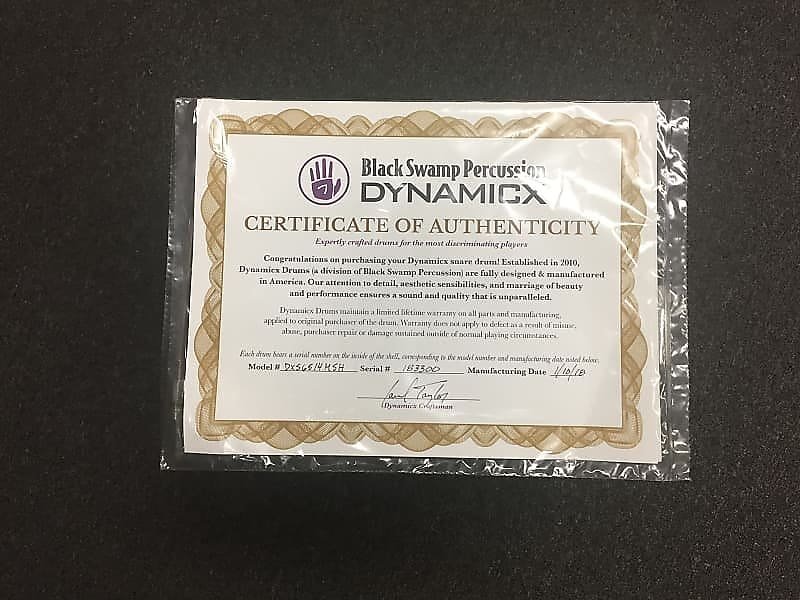 Black Swamp Percussion
DYNAMICX
CERTIFICATE OF AUTHENTICITY
Expertly crafted drums for the most discriminating players
Congratulations on purchasing your Dynamicx snare drum! Established in 2010,
Dynamicx Drums (a division of Black Swamp Percussion) are fully designed & manufactured
in America. Our attention to detail, aesthetic sensibilities, and marriage of beauty
and performance ensures a sound and quality that is unparalleled.
Dynamicx Drums maintain a limited lifetime warranty on all parts and manufacturing,
applied to original purchaser of the drum. Warranty does not apply to defect as a result of misuse,
abuse, purchaser repair or damage sustained outside of normal playing circumstances.
Each drum bears a serial number on the inside of the shell, corresponding to the model number and manufacturing date noted below.
Model # DXS6514MSH Serial # 183300 Manufacturing Date 1/10/18
Dynamicx Craftsman